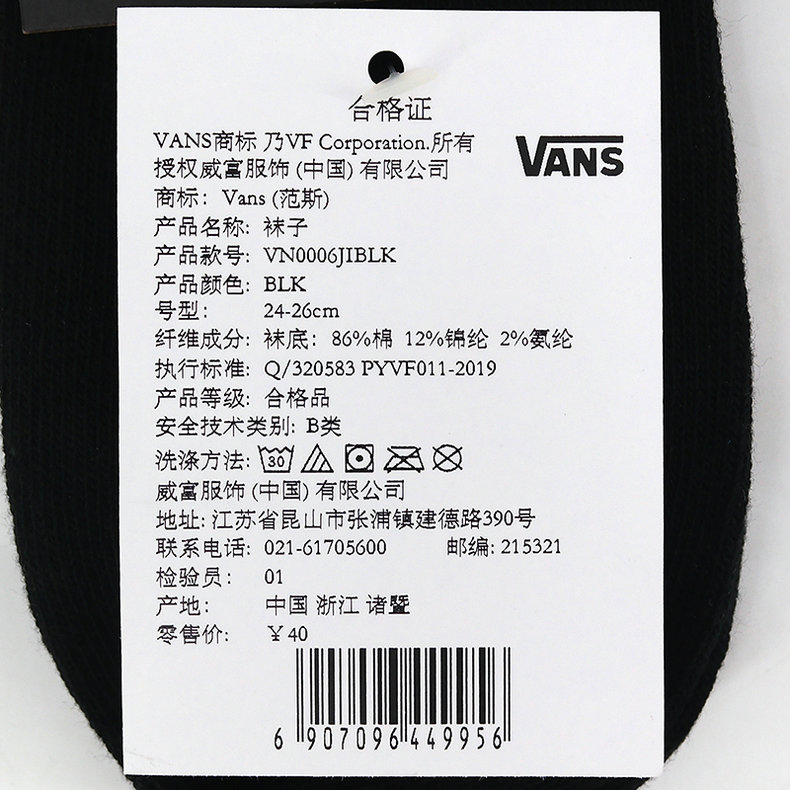 合格证
VANS商标 乃VF Corporation.所有
授权威富服饰 (中国) 有限公司
VANS
商标： Vans (范斯)
产品名称: 袜子
产品款号: VN0006JIBLK
产品颜色: BLK
号型： 24-26cm
纤维成分: 袜底： 86%棉 12%锦纶 2%氨纶
执行标准: Q/320583 PYVF011-2019
产品等级: 合格品
安全技术类别: B类
洗涤方法: 30
威富服饰 (中国) 有限公司
地址: 江苏省昆山市张浦镇建德路390号
联系电话: 021-61705600 邮编: 215321
检验员： 01
产地： 中国 浙江 诸暨
零售价: ￥40
6 907096 449956